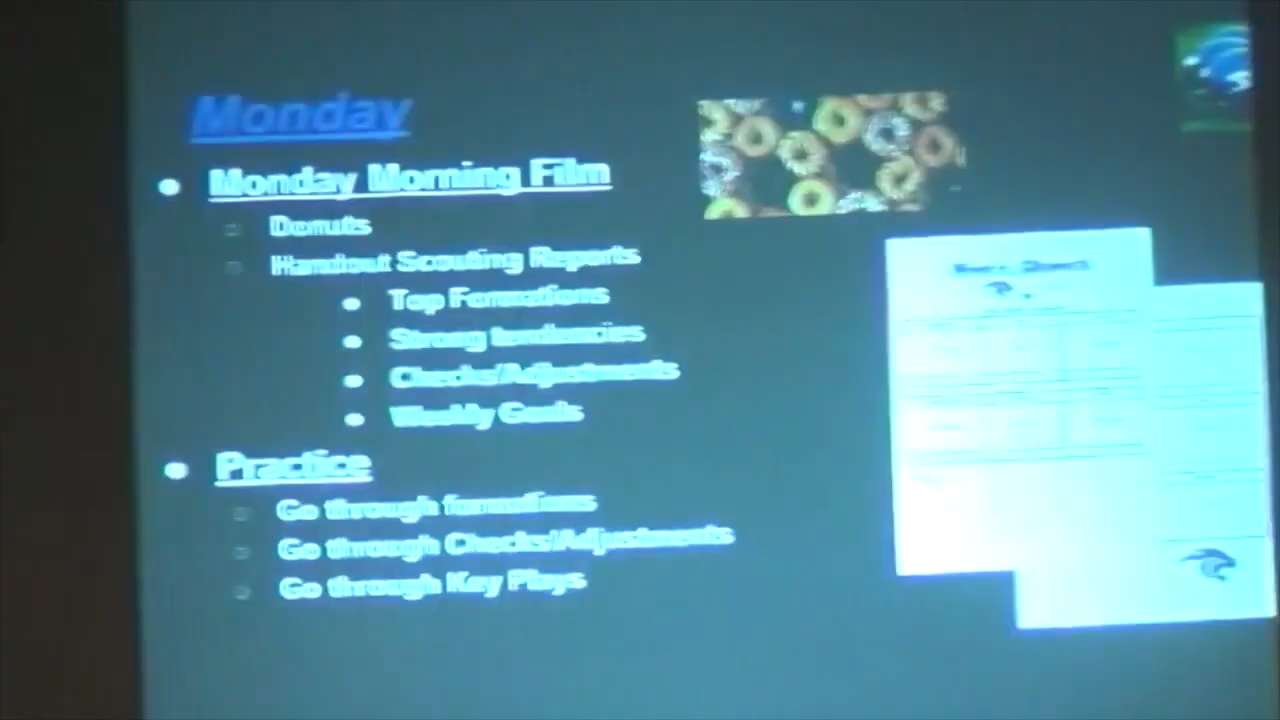 Monday
Monday Morning Film
Donuts
Handout Scouting Reports
Top Formations
Strong tendencies
Checks/Adjustments
Weekly Goals
Practice
Go through formations
Go through Checks/Adjustments
Go through Key Plays